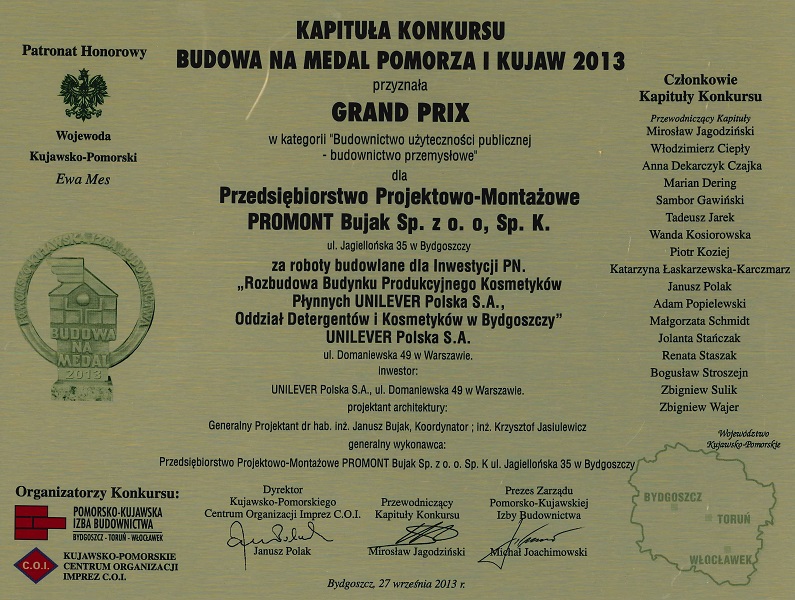 KAPITUŁA KONKURSU
BUDOWA NA MEDAL POMORZA I KUJAW 2013
przyznała
GRAND PRIX
w kategorii "Budownictwo użyteczności publicznej
- budownictwo przemysłowe"
dla
Przedsiębiorstwo Projektowo-Montażowe
PROMONT Bujak Sp. z o. o, Sp. K.
ul. Jagiellońska 35 w Bydgoszczy
za roboty budowlane dla Inwestycji PN.
„Rozbudowa Budynku Produkcyjnego Kosmetyków
Płynnych UNILEVER Polska S.A.,
Oddział Detergentów i Kosmetyków w Bydgoszczy”
UNILEVER Polska S.A.
ul. Domaniewska 49 w Warszawie.
Inwestor:
UNILEVER Polska S.A., ul. Domaniewska 49 w Warszawie.
projektant architektury:
Generalny Projektant dr hab. inż. Janusz Bujak, Koordynator ; inż. Krzysztof Jasiulewicz
generalny wykonawca:
Przedsiębiorstwo Projektowo-Montażowe PROMONT Bujak Sp. z o. o. Sp. K ul. Jagiellońska 35 w Bydgoszczy
Patronat Honorowy
Wojewoda
Kujawsko-Pomorski
Ewa Mes
BUDOWA
NA
MEDAL
2013
Członkowie
Kapituły Konkursu
Przewodniczący Kapituły
Mirosław Jagodziński
Włodzimierz Ciepły
Anna Dekarczyk Czajka
Marian Dering
Sambor Gawiński
Tadeusz Jarek
Wanda Kosiorowska
Piotr Koziej
Katarzyna Łaskarzewska-Karczmarz
Janusz Polak
Adam Popielewski
Małgorzata Schmidt
Jolanta Stańczak
Renata Staszak
Bogusław Stroszejn
Zbigniew Sulik
Zbigniew Wajer
Województwo
Kujawsko-Pomorskie
BYDGOSZCZ
TORUŃ
WŁOCŁAWEK
Organizatorzy Konkursu:
POMORSKO-KUJAWSKA
IZBA BUDOWNICTWA
BYDGOSZCZ - TORUŃ - WŁOCŁAWEK
C.O.I.
KUJAWSKO-POMORSKIE
CENTRUM ORGANIZACJI
IMPREZ C.O.I.
Dyrektor
Kujawsko-Pomorskiego
Centrum Organizacji Imprez C.O.I.
Janusz Polak
Przewodniczący
Kapituły Konkursu
Mirosław Jagodziński
Prezes Zarządu
Pomorsko-Kujawskiej
Izby Budownictwa
Michał Joachimowski
Bydgoszcz, 27 września 2013 r.